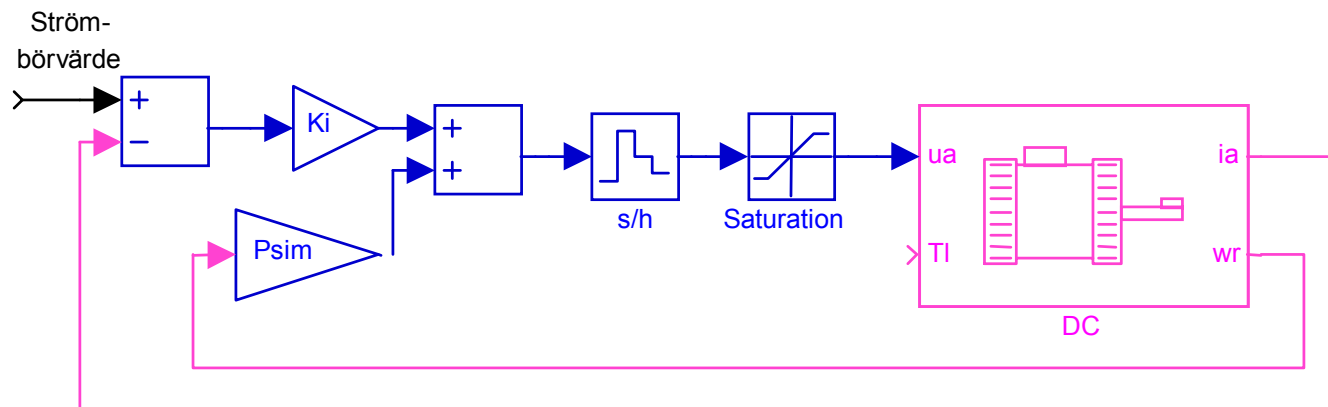 Ström-
börvärde
+
−
Ki
+
+
Psim
s/h
Saturation
ua
ia
Tl
wr
DC